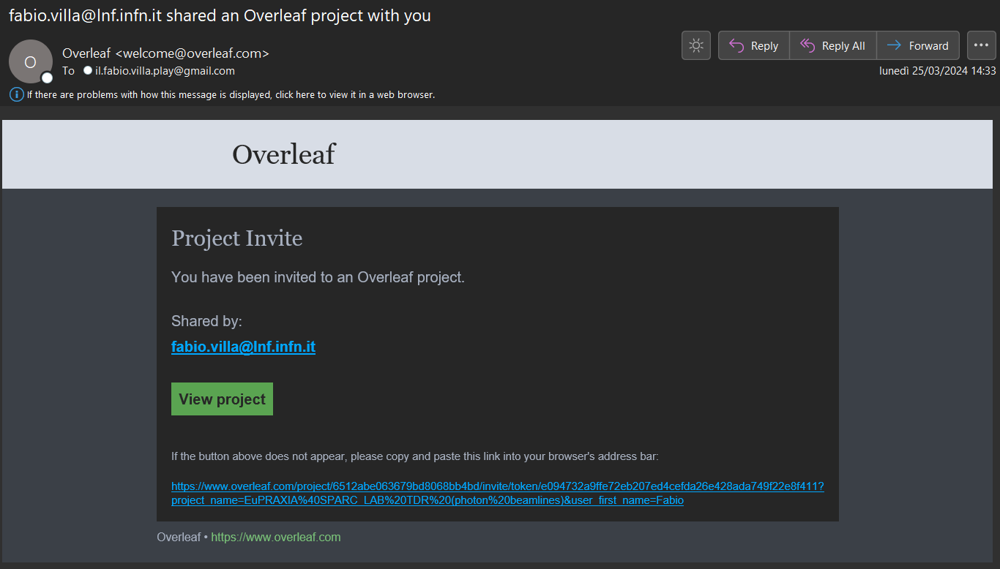 fabio.villa@lnf.infn.it shared an Overleaf project with you
O
Overleaf <welcome@overleaf.com>
To il.fabio.villa.play@gmail.com
Reply
Reply All
Forward
lunedì 25/03/2024 14:33
If there are problems with how this message is displayed, click here to view it in a web browser.
Overleaf
Project Invite
You have been invited to an Overleaf project.
Shared by:
fabio.villa@lnf.infn.it
View project
If the button above does not appear, please copy and paste this link into your browser's address bar:
https://www.overleaf.com/project/6512abe063679bd8068bb4bd/invite/token/e094732a9ffe72eb207ed4cefda26e428ada749f22e8f411?
project_name=EuPRAXIA%40SPARC_LAB%20TDR%20(photon%20beamlines)&user_first_name=Fabio
Overleaf • https://www.overleaf.com